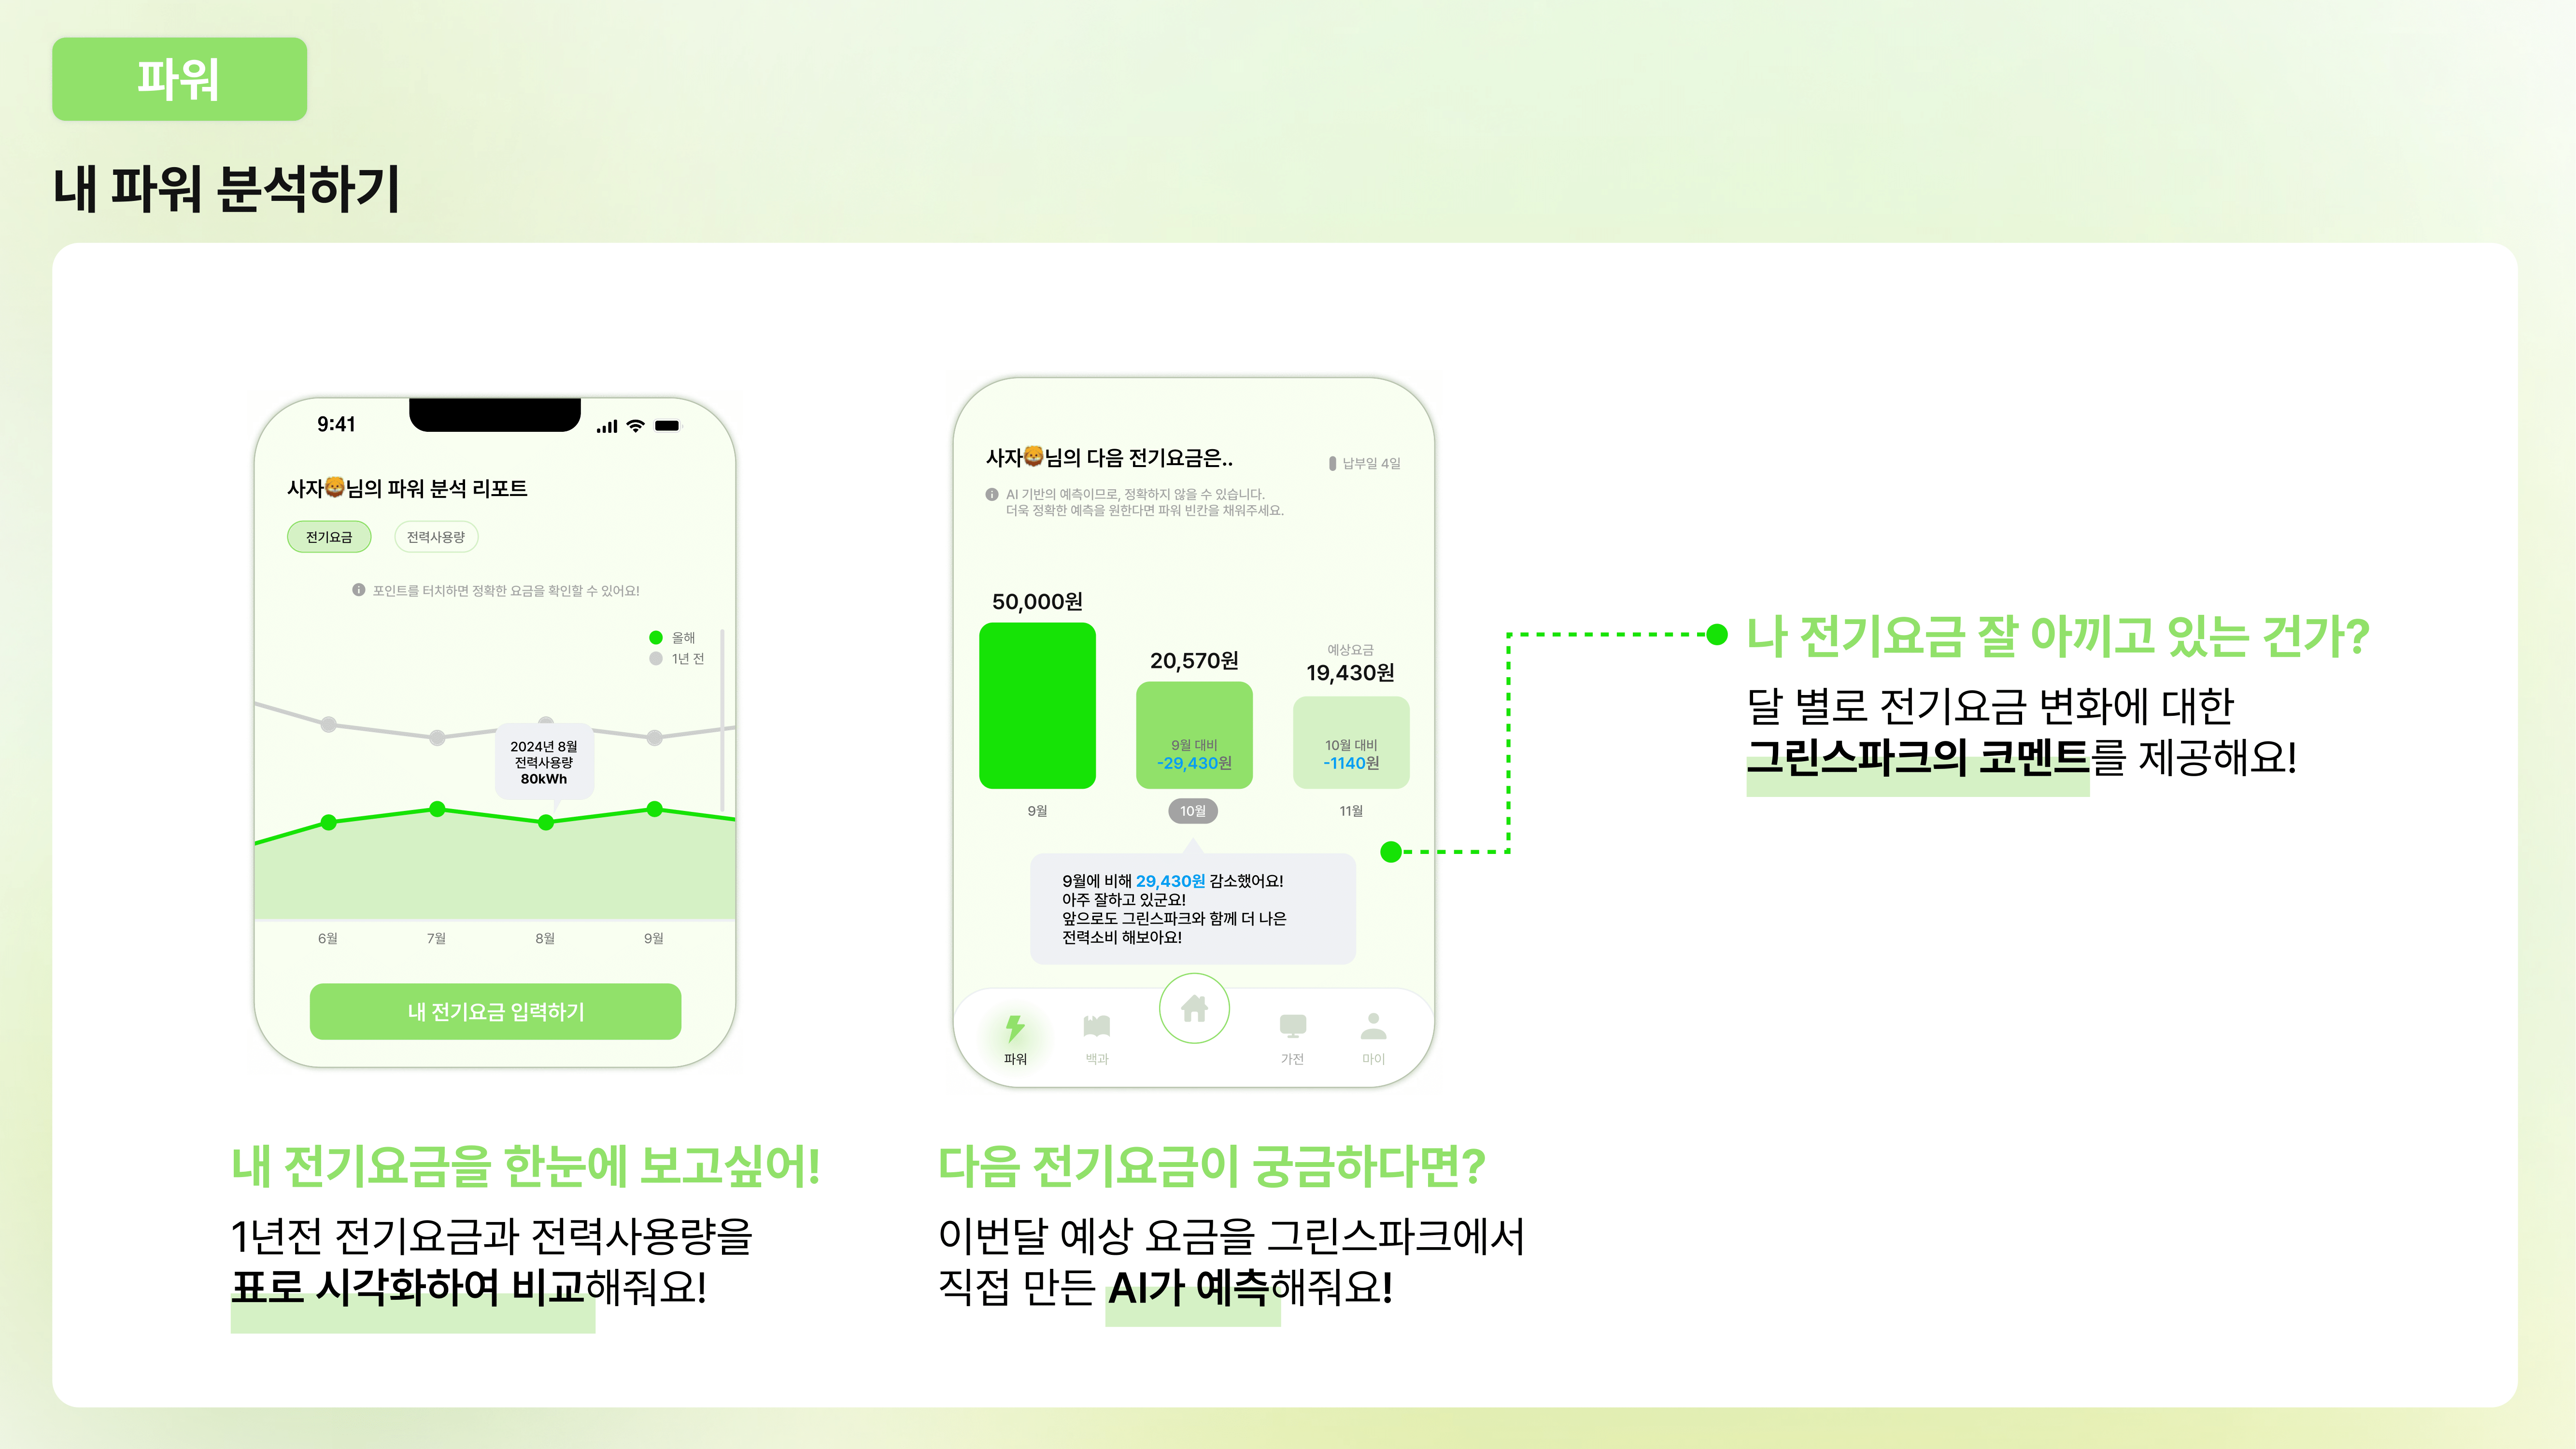 파워
내 파워 분석하기
9:41
사자🦁님의 파워 분석 리포트
전기요금
전력사용량
포인트를 터치하면 정확한 요금을 확인할 수 있어요!
올해
1년 전
2024년 8월
전력사용량
80kWh
6월
7월
8월
9월
내 전기요금 입력하기
내 전기요금을 한눈에 보고싶어!
1년전 전기요금과 전력사용량을
표로 시각화하여 비교해줘요!
사자🦁님의 다음 전기요금은..
납부일 4일
AI 기반의 예측이므로, 정확하지 않을 수 있습니다.
더욱 정확한 예측을 원한다면 파워 빈칸을 채워주세요.
50,000원
20,570원
예상요금
19,430원
9월 대비
-29,430원
10월 대비
-1140원
9월
10월
11월
9월에 비해 29,430원 감소했어요!
아주 잘하고 있군요!
앞으로도 그린스파크와 함께 더 나은
전력소비 해보아요!
파워
백과
가전
마이
다음 전기요금이 궁금하다면?
이번달 예상 요금을 그린스파크에서
직접 만든 AI가 예측해줘요!
나 전기요금 잘 아끼고 있는 건가?
달 별로 전기요금 변화에 대한
그린스파크의 코멘트를 제공해요!